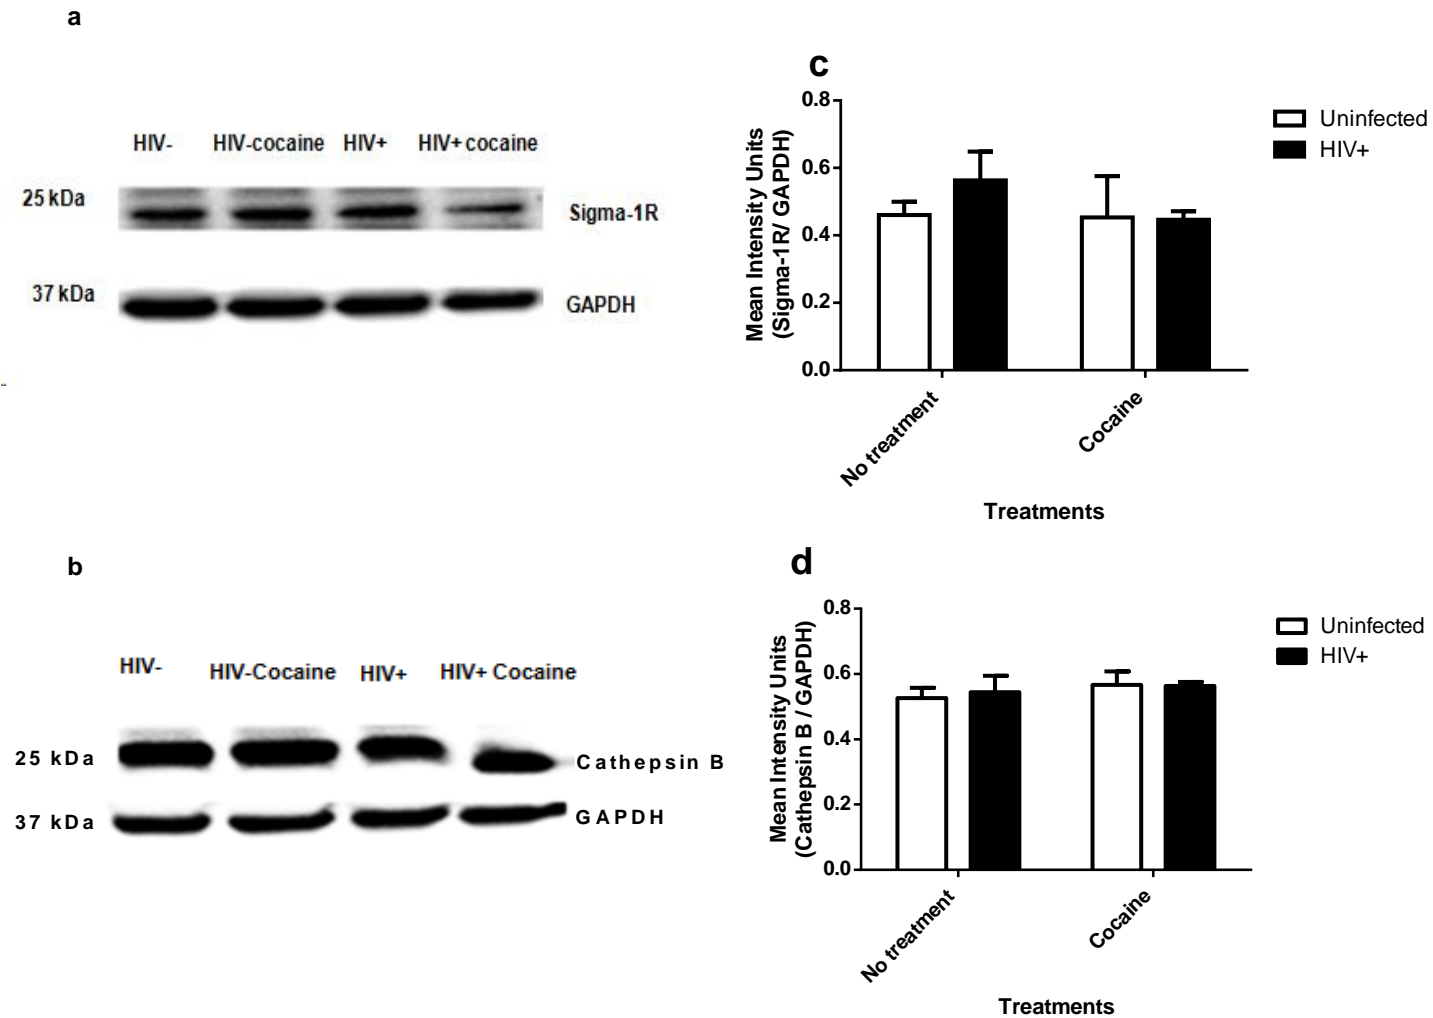 a
HIV- HIV-cocaine HIV+ HIV+ cocaine
25 kDa
Sigma-1R
37 kDa
GAPDH
c
Mean Intensity Units
(Sigma-1R/ GAPDH)
0.8
0.6
0.4
0.2
0.0
No treatment
Cocaine
Treatments
Uninfected
HIV+
b
HIV- HIV-Cocaine HIV+ HIV+ Cocaine
25 kDa
Cathepsin B
37 kDa
GAPDH
d
Mean Intensity Units
(Cathepsin B / GAPDH)
0.8
0.6
0.4
0.2
0.0
No treatment
Cocaine
Treatments
Uninfected
HIV+